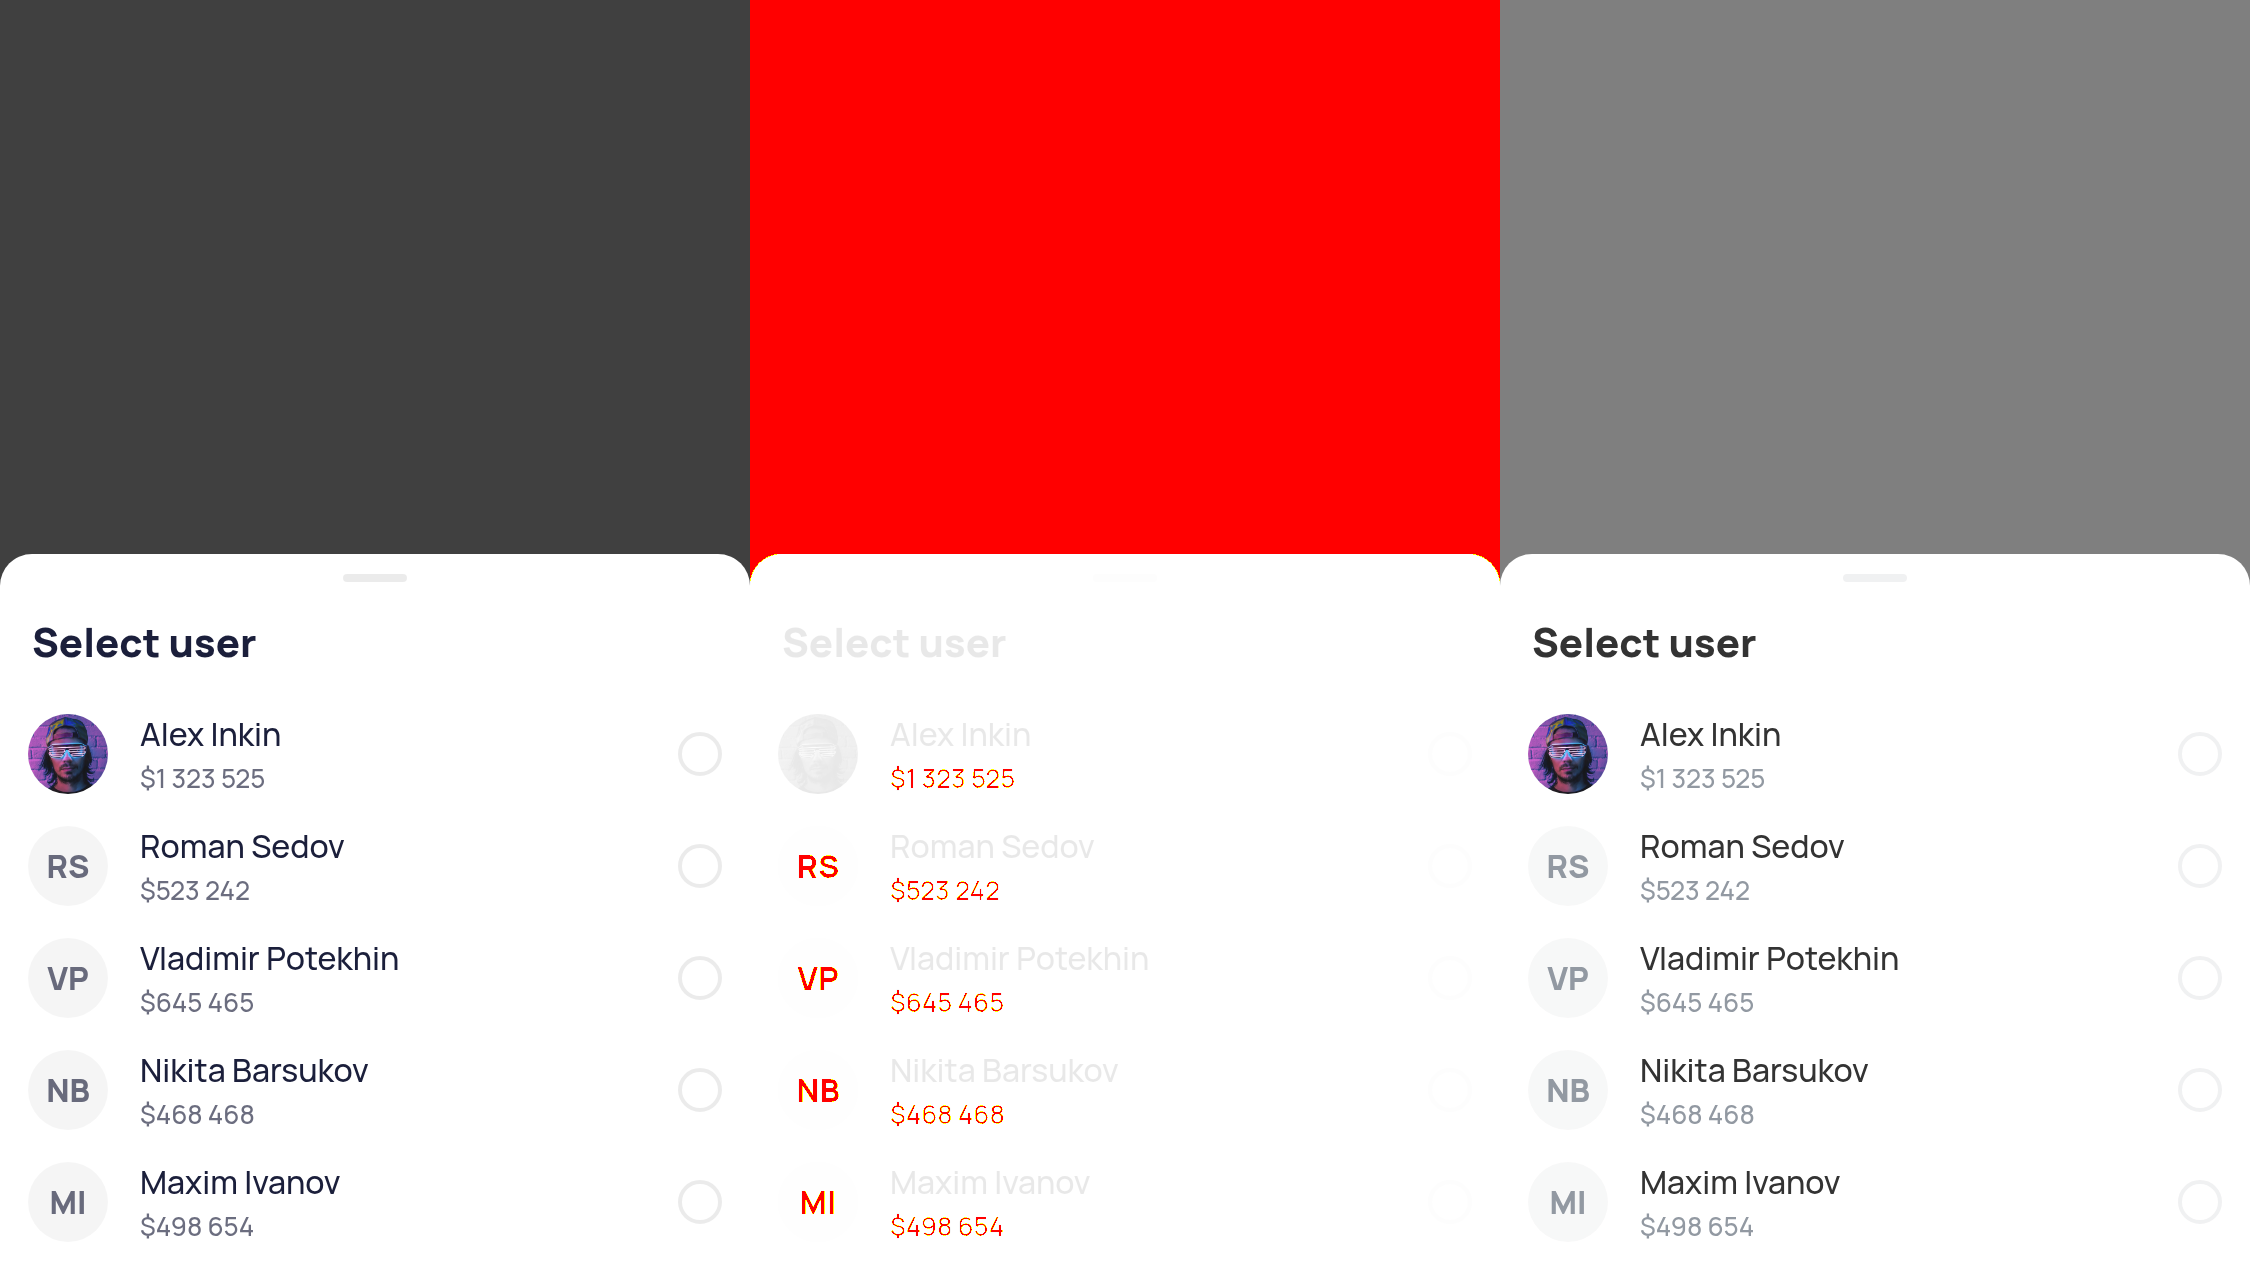 Select user
Alex Inkin
$1 323 525
RS
Roman Sedov
$523 242
VP
Vladimir Potekhin
$645 465
NB
Nikita Barsukov
$468 468
MI
Maxim Ivanov
$498 654
Select user
Alex Inkin
$1 323 525
RS
Roman Sedov
$523 242
VP
Vladimir Potekhin
$645 465
NB
Nikita Barsukov
$468 468
MI
Maxim Ivanov
$498 654
Select user
Alex Inkin
$1 323 525
RS
Roman Sedov
$523 242
VP
Vladimir Potekhin
$645 465
NB
Nikita Barsukov
$468 468
MI
Maxim Ivanov
$498 654